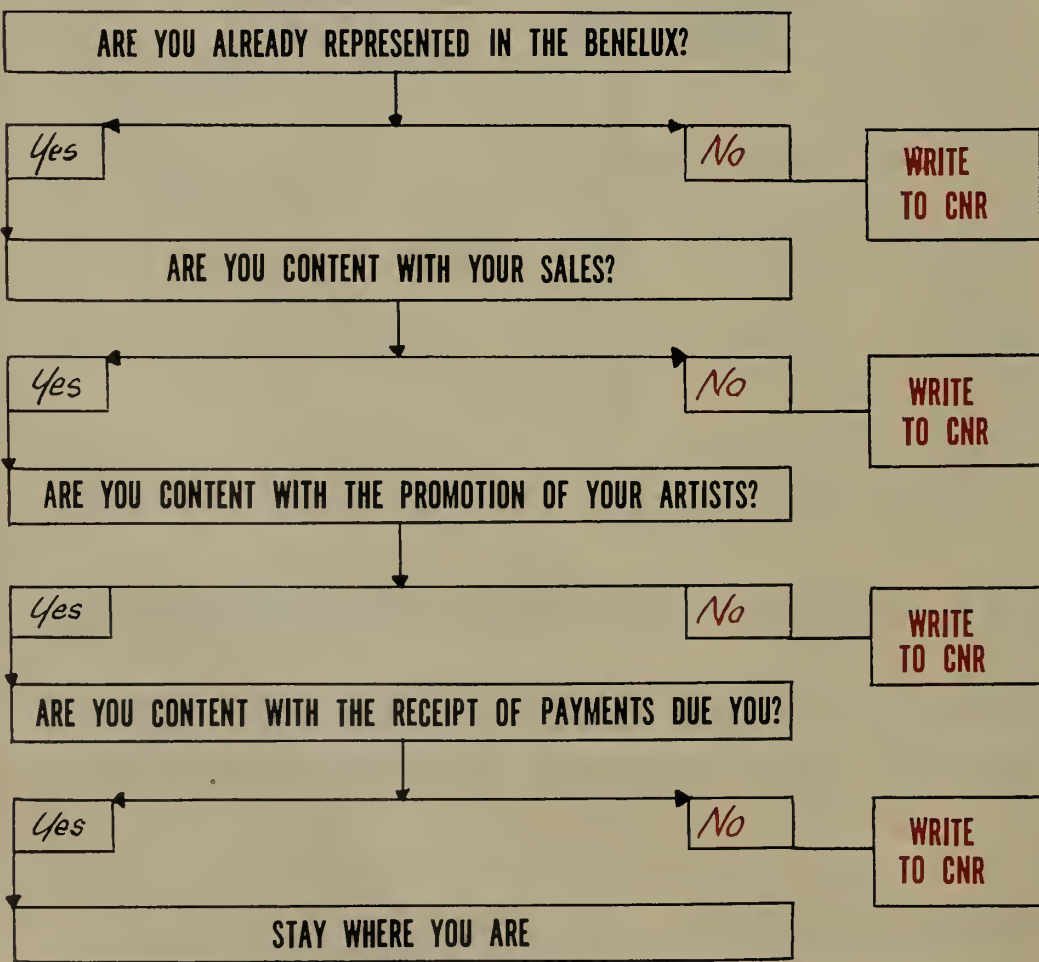 ARE YOU ALREADY REPRESENTED IN THE BENELUX?
Yes
No
WRITE
TO CNR
ARE YOU CONTENT WITH YOUR SALES?
Yes
No
WRITE
TO CNR
ARE YOU CONTENT WITH THE PROMOTION OF YOUR ARTISTS?
Yes
No
WRITE
TO CNR
ARE YOU CONTENT WITH THE RECEIPT OF PAYMENTS DUE YOU?
Yes
No
WRITE
TO CNR
STAY WHERE YOU ARE